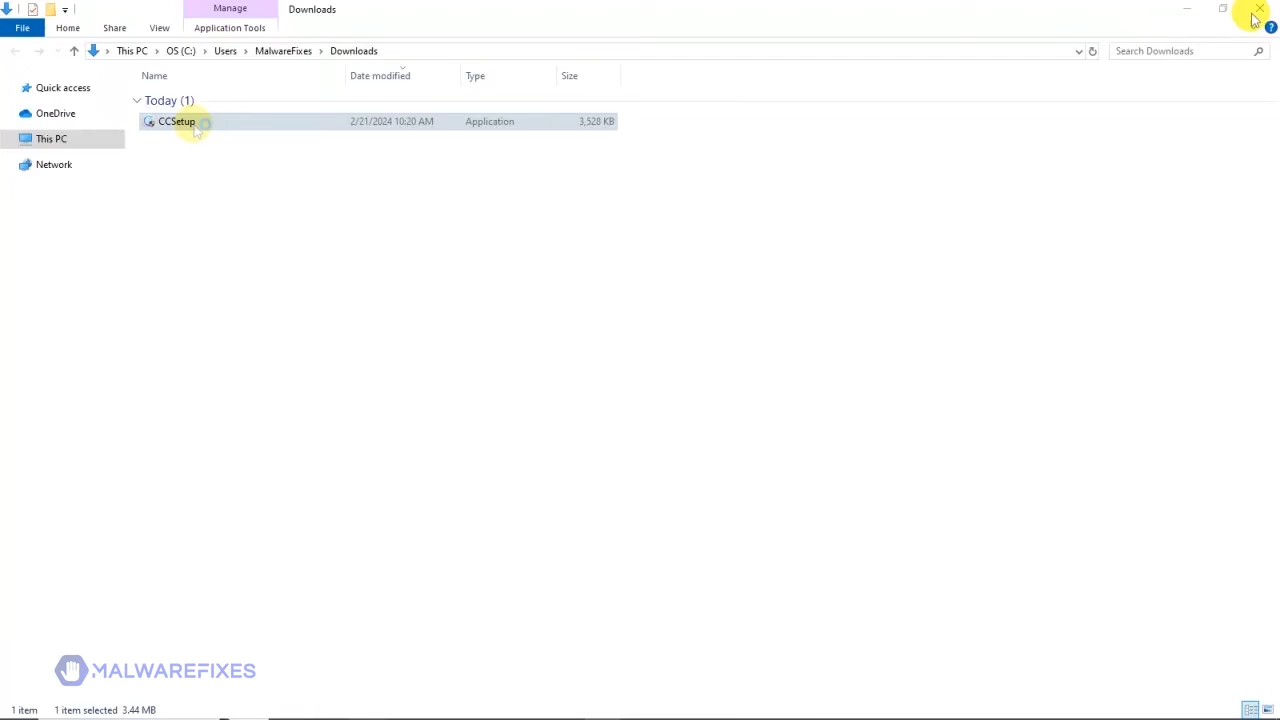 Manage
Downloads
File
Home
Share
View
Application Tools
This PC
OS (C:)
Users
MalwareFixes
Downloads
Search Downloads
Name
Date modified
Type
Size
Quick access
Today (1)
OneDrive
CCSetup
2/21/2024 10:20 AM
Application
3,528 KB
This PC
Network
MALWAREFIXES
1 item
1 item selected 3.44 MB